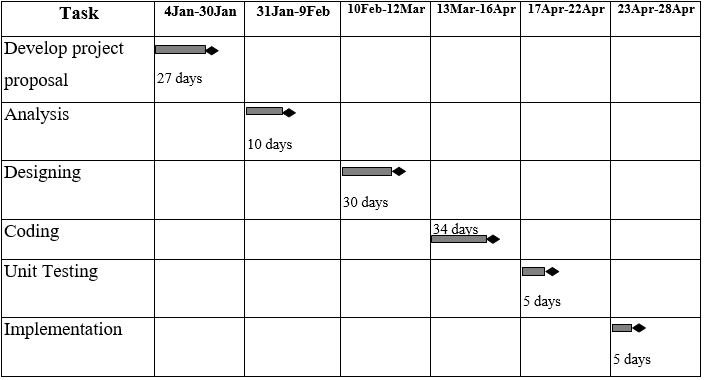 Task 4Jan-30Jan 31Jan-9Feb 10Feb-12Mar 13Mar-16Apr 17Apr-22Apr 23Apr-28Apr
Develop project
proposal
27 days
Analysis
10 days
Designing
30 days
Coding
34 days
Unit Testing
5 days
Implementation
5 days